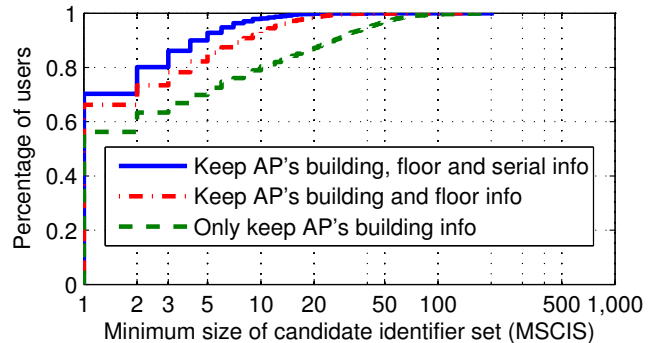 Percentage of users
1
0.8
0.6
0.4
0.2
0
Keep AP's building, floor and serial info
Keep AP's building and floor info
Only keep AP's building info
1 2 3 5 10 20 50 100 500 1,000
Minimum size of candidate identifier set (MSCIS)